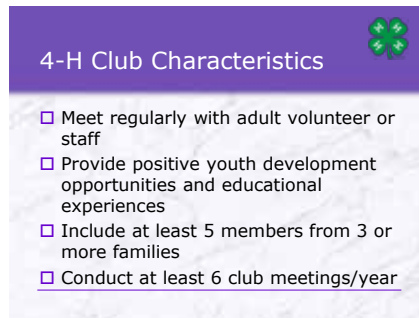 4-H Club Characteristics
Meet regularly with adult volunteer or
staff
Provide positive youth development
opportunities and educational
experiences
Include at least 5 members from 3 or
more families
Conduct at least 6 club meetings/year